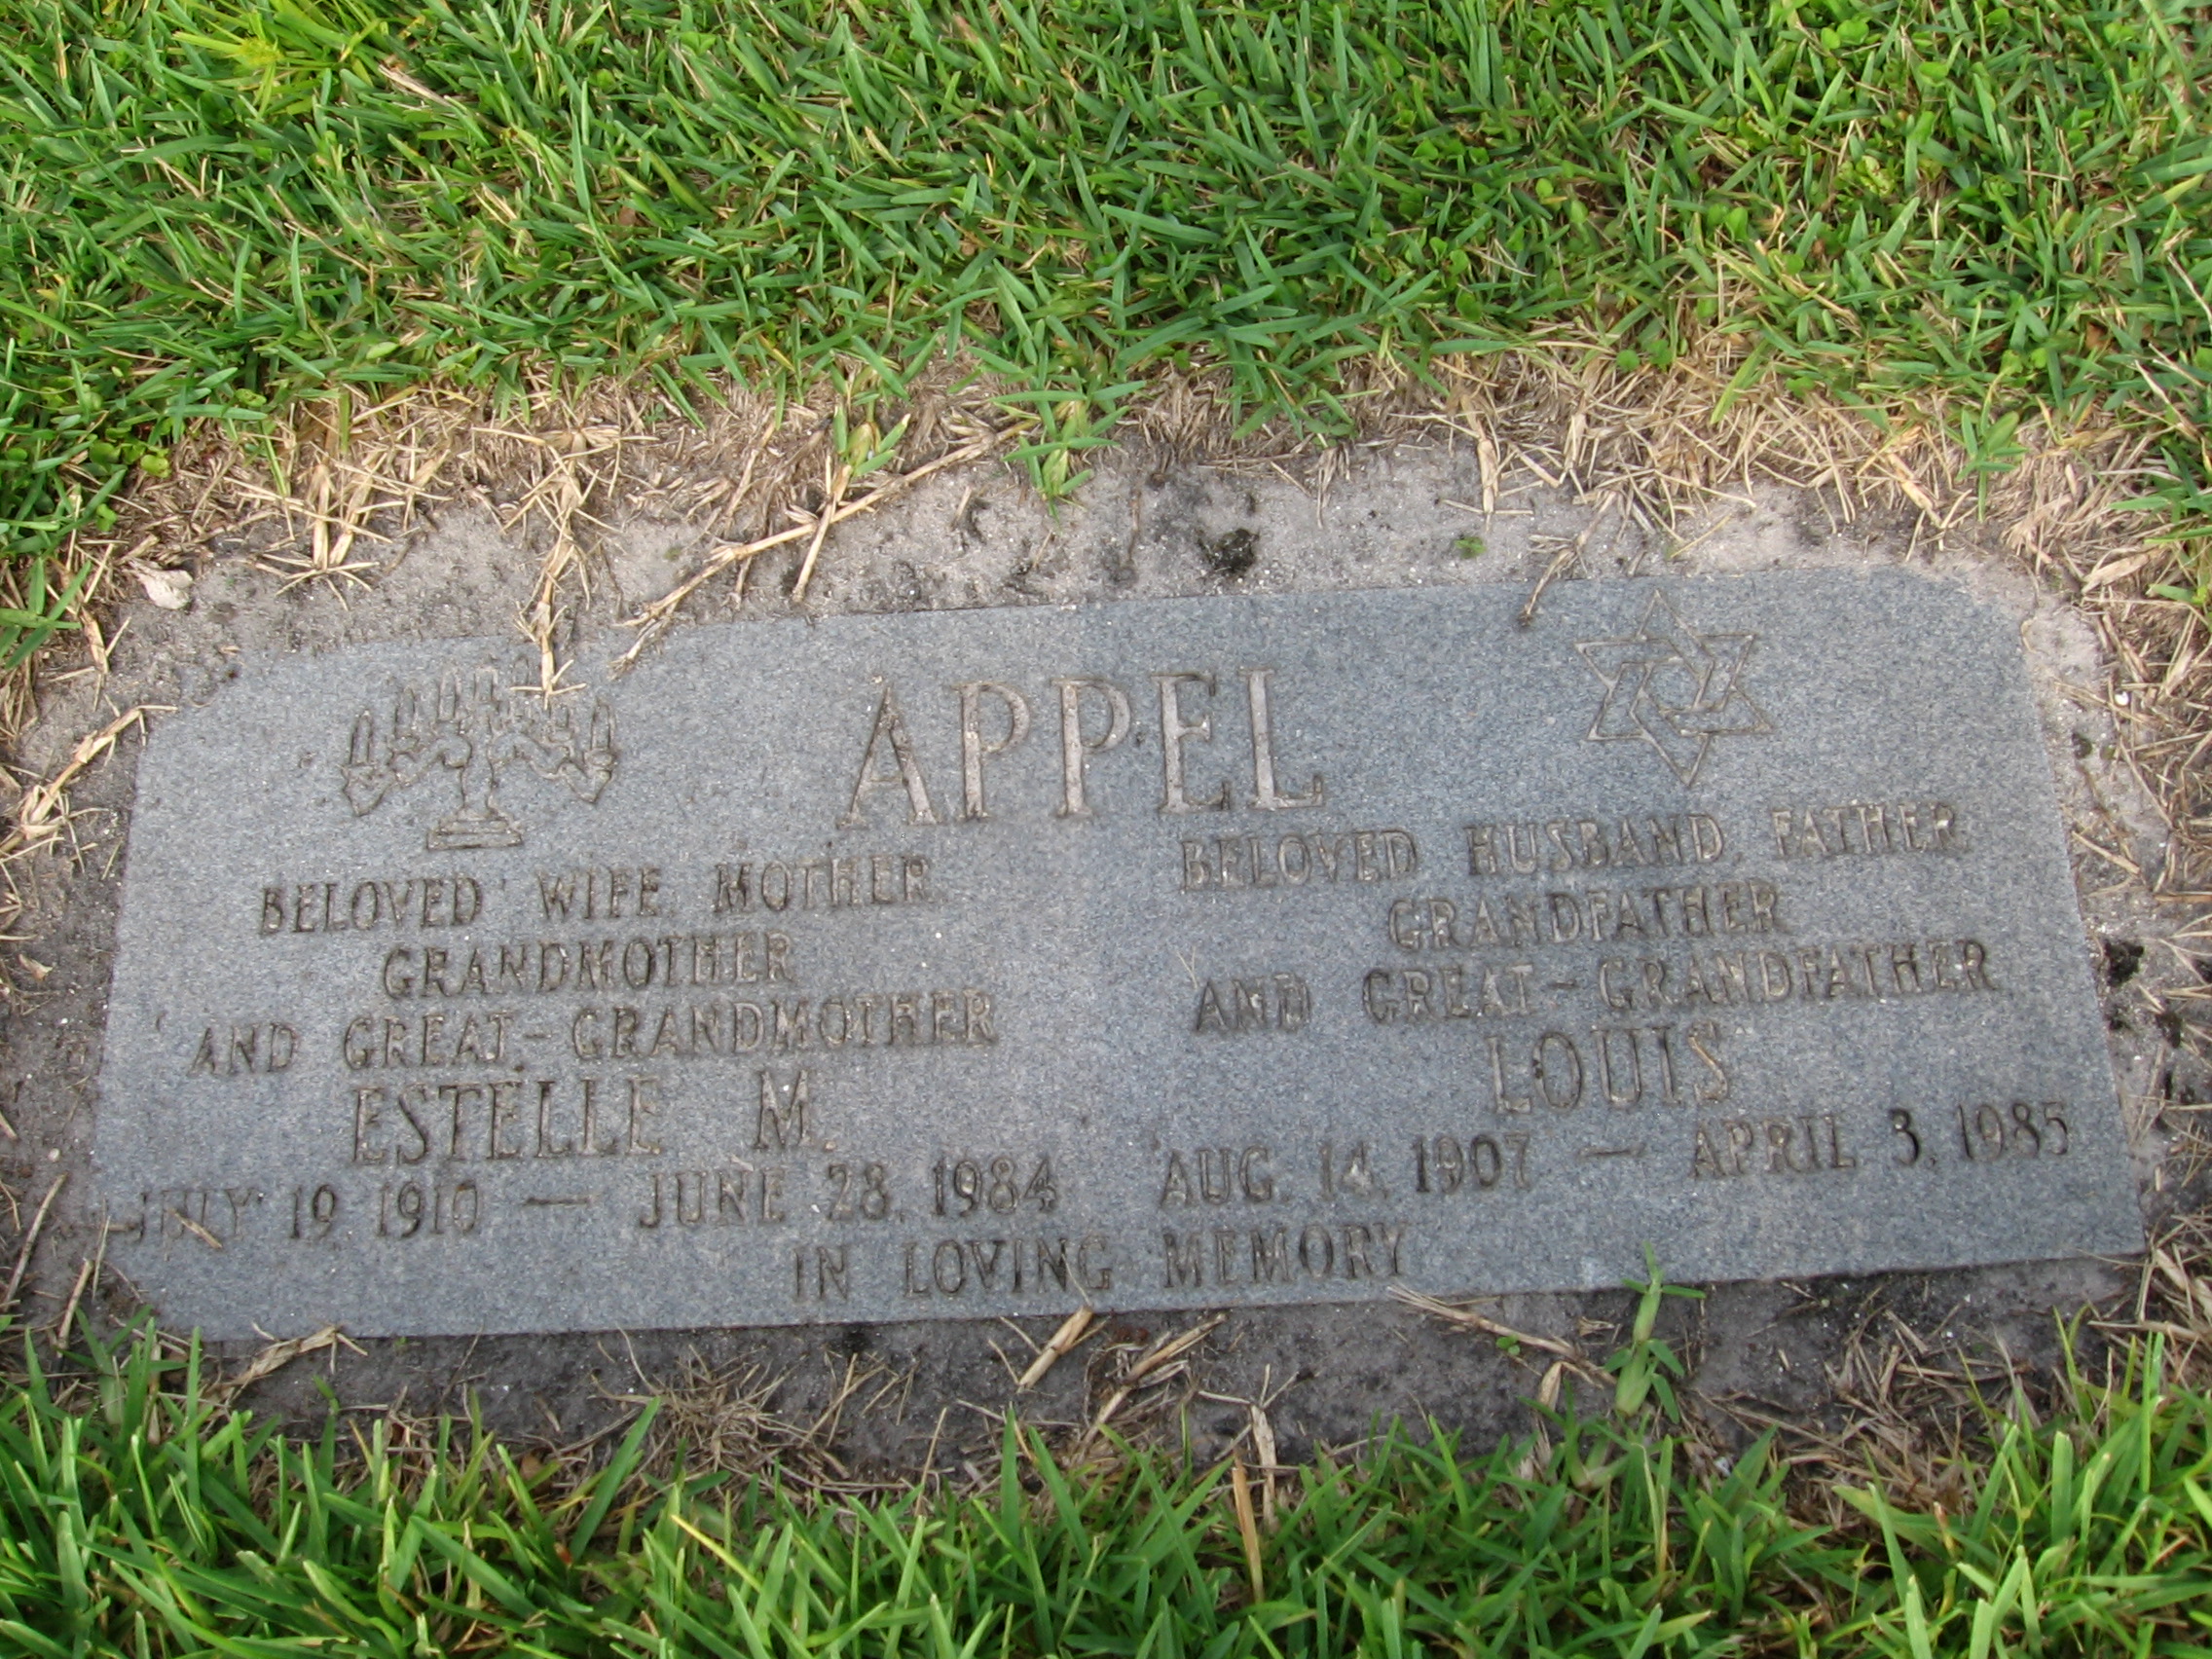 APPEL
BELOVED WIFE, MOTHER
GRANDMOTHER
AND GREAT-GRANDMOTHER
ESTELLE M.
JULY 19 1910 — JUNE 28, 1984
BELOVED HUSBAND, FATHER
GRANDFATHER
AND GREAT-GRANDFATHER
LOUIS
AUG. 14, 1907 — APRIL 3, 1985
IN LOVING MEMORY